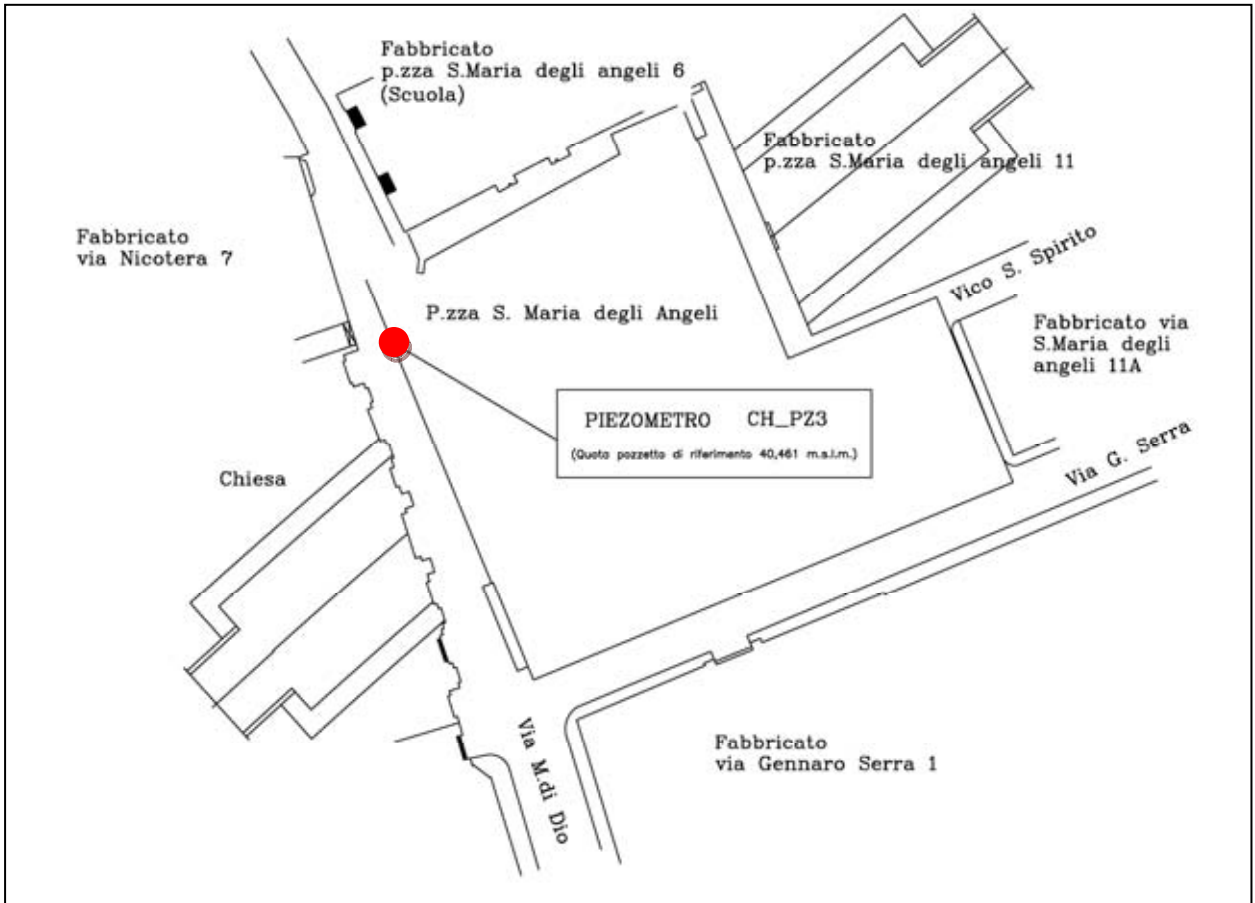 Fabbricato
p.zza S.Maria degli angeli 6
(Scuola)
Fabbricato
p.zza S.Maria degli angeli 11
Fabbricato
via Nicotera 7
Vico S. Spirito
P.zza S. Maria degli Angeli
Fabbricato via
S.Maria degli
angeli 11A
PIEZOMETRO CH_PZ3
(Quota pozzetto di riferimento 40,461 m.s.l.m.)
Via G. Serra
Chiesa
Via M.di Dio
Fabbricato
via Gennaro Serra 1